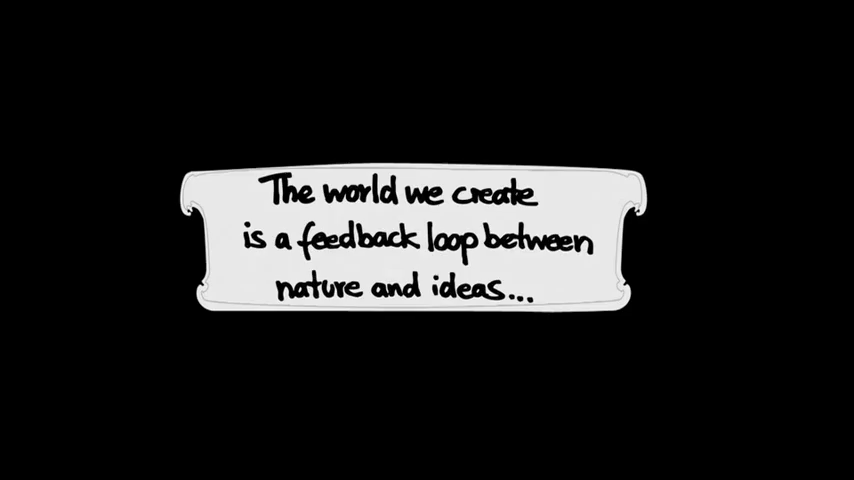 The world we create
is a feedback loop between
nature and ideas...